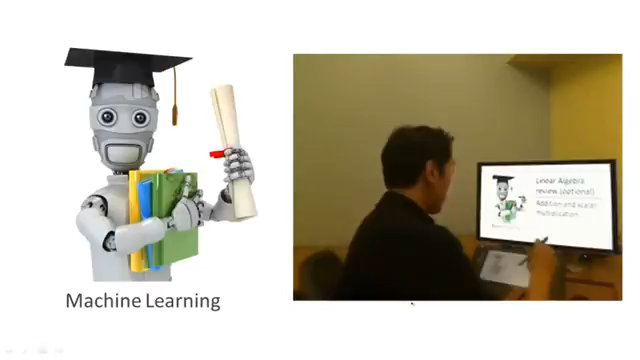 Machine Learning
Linear Algebra
review (optional)
Addition and scalar
multiplication